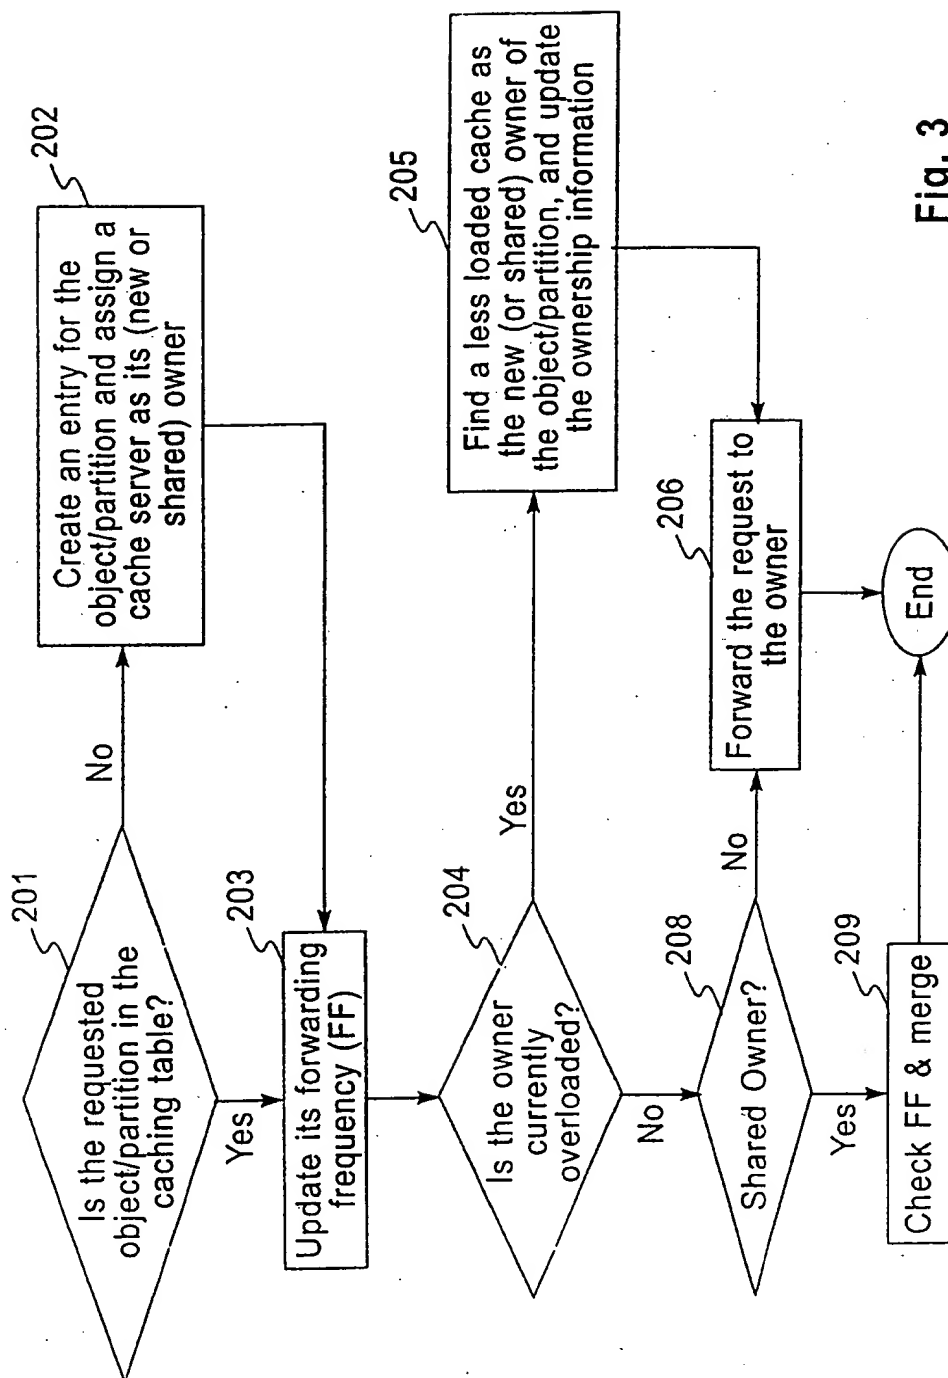 201
Is the requested
object/partition in the
caching table?
No
Yes
202
Create an entry for the
object/partition and assign a
cache server as its (new or
shared) owner
203
Update its forwarding
frequency (FF)
204
Is the owner
currently
overloaded?
Yes
No
205
Find a less loaded cache as
the new (or shared) owner of
the object/partition, and update
the ownership information
208
Shared Owner?
No
Yes
206
Forward the request to
the owner
209
Check FF & merge
End
Fig. 3